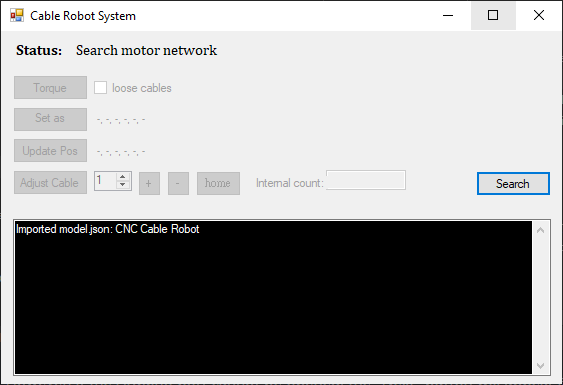 Cable Robot System
Status: Search motor network
Torque loose cables
Set as -, -, -, -, -, -
Update Pos -, -, -, -, -, -
Adjust Cable 1 + - home Internal count: Search
Imported model.json: CNC Cable Robot